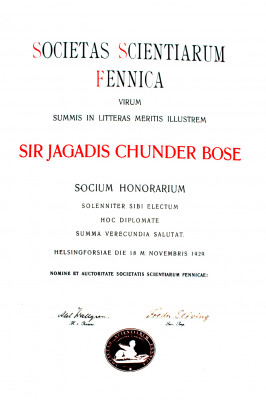 SOCIETAS SCIENTIARUM
FENNICA
VIRUM
SUMMIS IN LITTERAS MERITIS ILLUSTREM
SIR JAGADIS CHUNDER BOSE
SOCIUM HONORARIUM
SOLENNITER SIBI ELECTUM
HOC DIPLOMATE
SUMMA VERECUNDIA SALUTAT.
HELSINGFORSIAE DIE 18 M NOVEMBRIS 1929
NOMINE ET AUCTORITATE SOCIETATIS SCIENTIARUM FENNICAE: